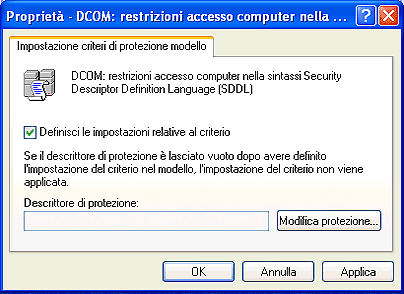 Proprietà - DCOM: restrizioni accesso computer nella ...
Impostazione criteri di protezione modello
DCOM: restrizioni accesso computer nella sintassi Security
Descriptor Definition Language (SDDL)
Definisci le impostazioni relative al criterio
Se il descrittore di protezione è lasciato vuoto dopo avere definito
l'impostazione del criterio nel modello, l'impostazione del criterio non viene
applicata.
Descrittore di protezione:
Modifica protezione...
OK
Annulla
Applica